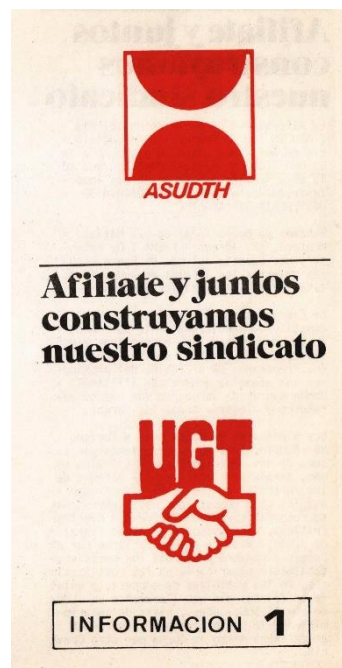 ASUDTH
Afiliate y juntos
construyamos
nuestro sindicato
UGT
INFORMACION 1